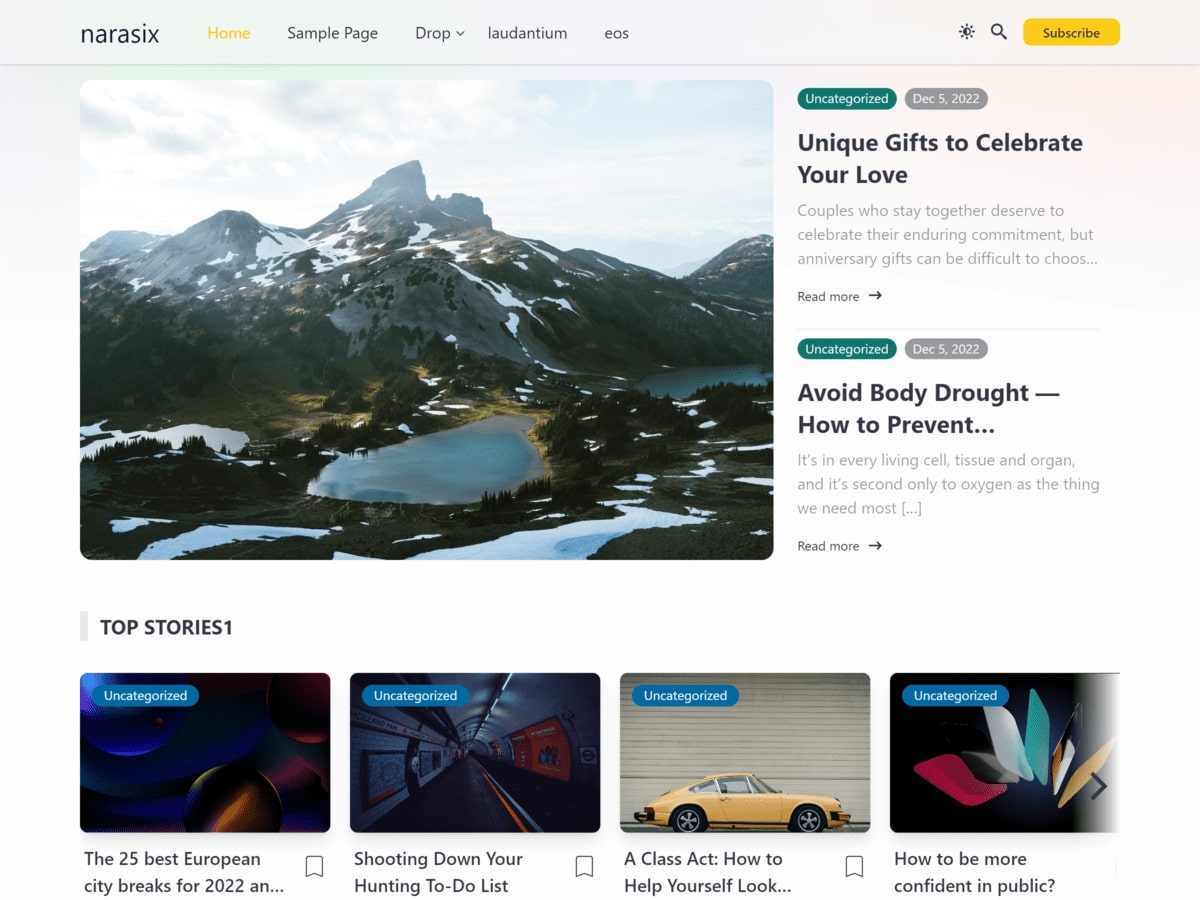 narasix
Home
Sample Page
Drop
laudantium
eos
Subscribe
Uncategorized
Dec 5, 2022
Unique Gifts to Celebrate
Your Love
Couples who stay together deserve to
celebrate their enduring commitment, but
anniversary gifts can be difficult to choos...
Read more
Uncategorized
Dec 5, 2022
Avoid Body Drought —
How to Prevent...
It's in every living cell, tissue and organ,
and it's second only to oxygen as the thing
we need most [...]
Read more
TOP STORIES1
Uncategorized
Uncategorized
HOLLAND PARK
Uncategorized
Uncategorized
The 25 best European
city breaks for 2022 an...
Shooting Down Your
Hunting To-Do List
A Class Act: How to
Help Yourself Look...
How to be more
confident in public?